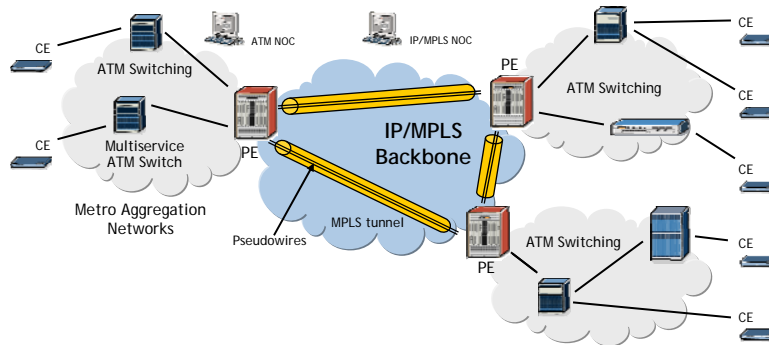 CE
ATM NOC
IP/MPLS NOC
CE
ATM Switching
PE
ATM Switching
CE
CE
Multiservice
ATM Switch
PE
IP/MPLS
Backbone
CE
Metro Aggregation
Networks
Pseudowires
MPLS tunnel
PE
ATM Switching
CE
CE